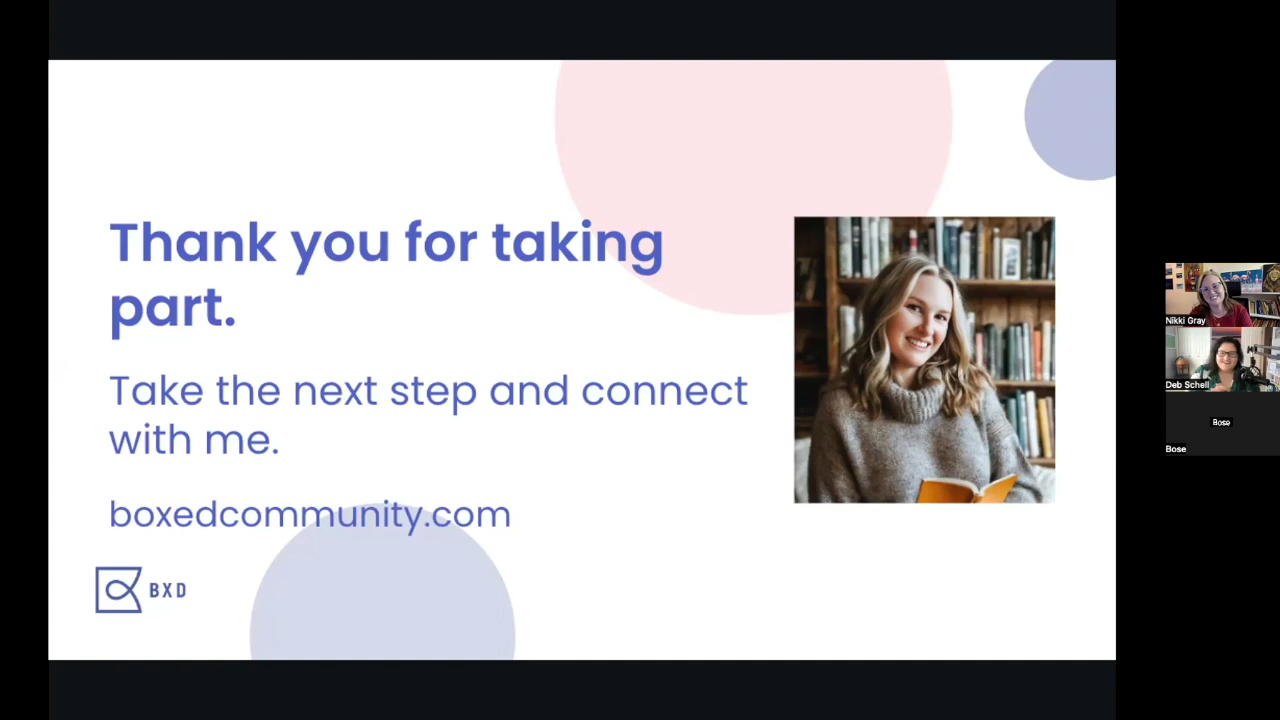 Thank you for taking
part.
Take the next step and connect
with me.
boxedcommunity.com
BXD
Nikki Gray
Deb Schell
Bose
Bose